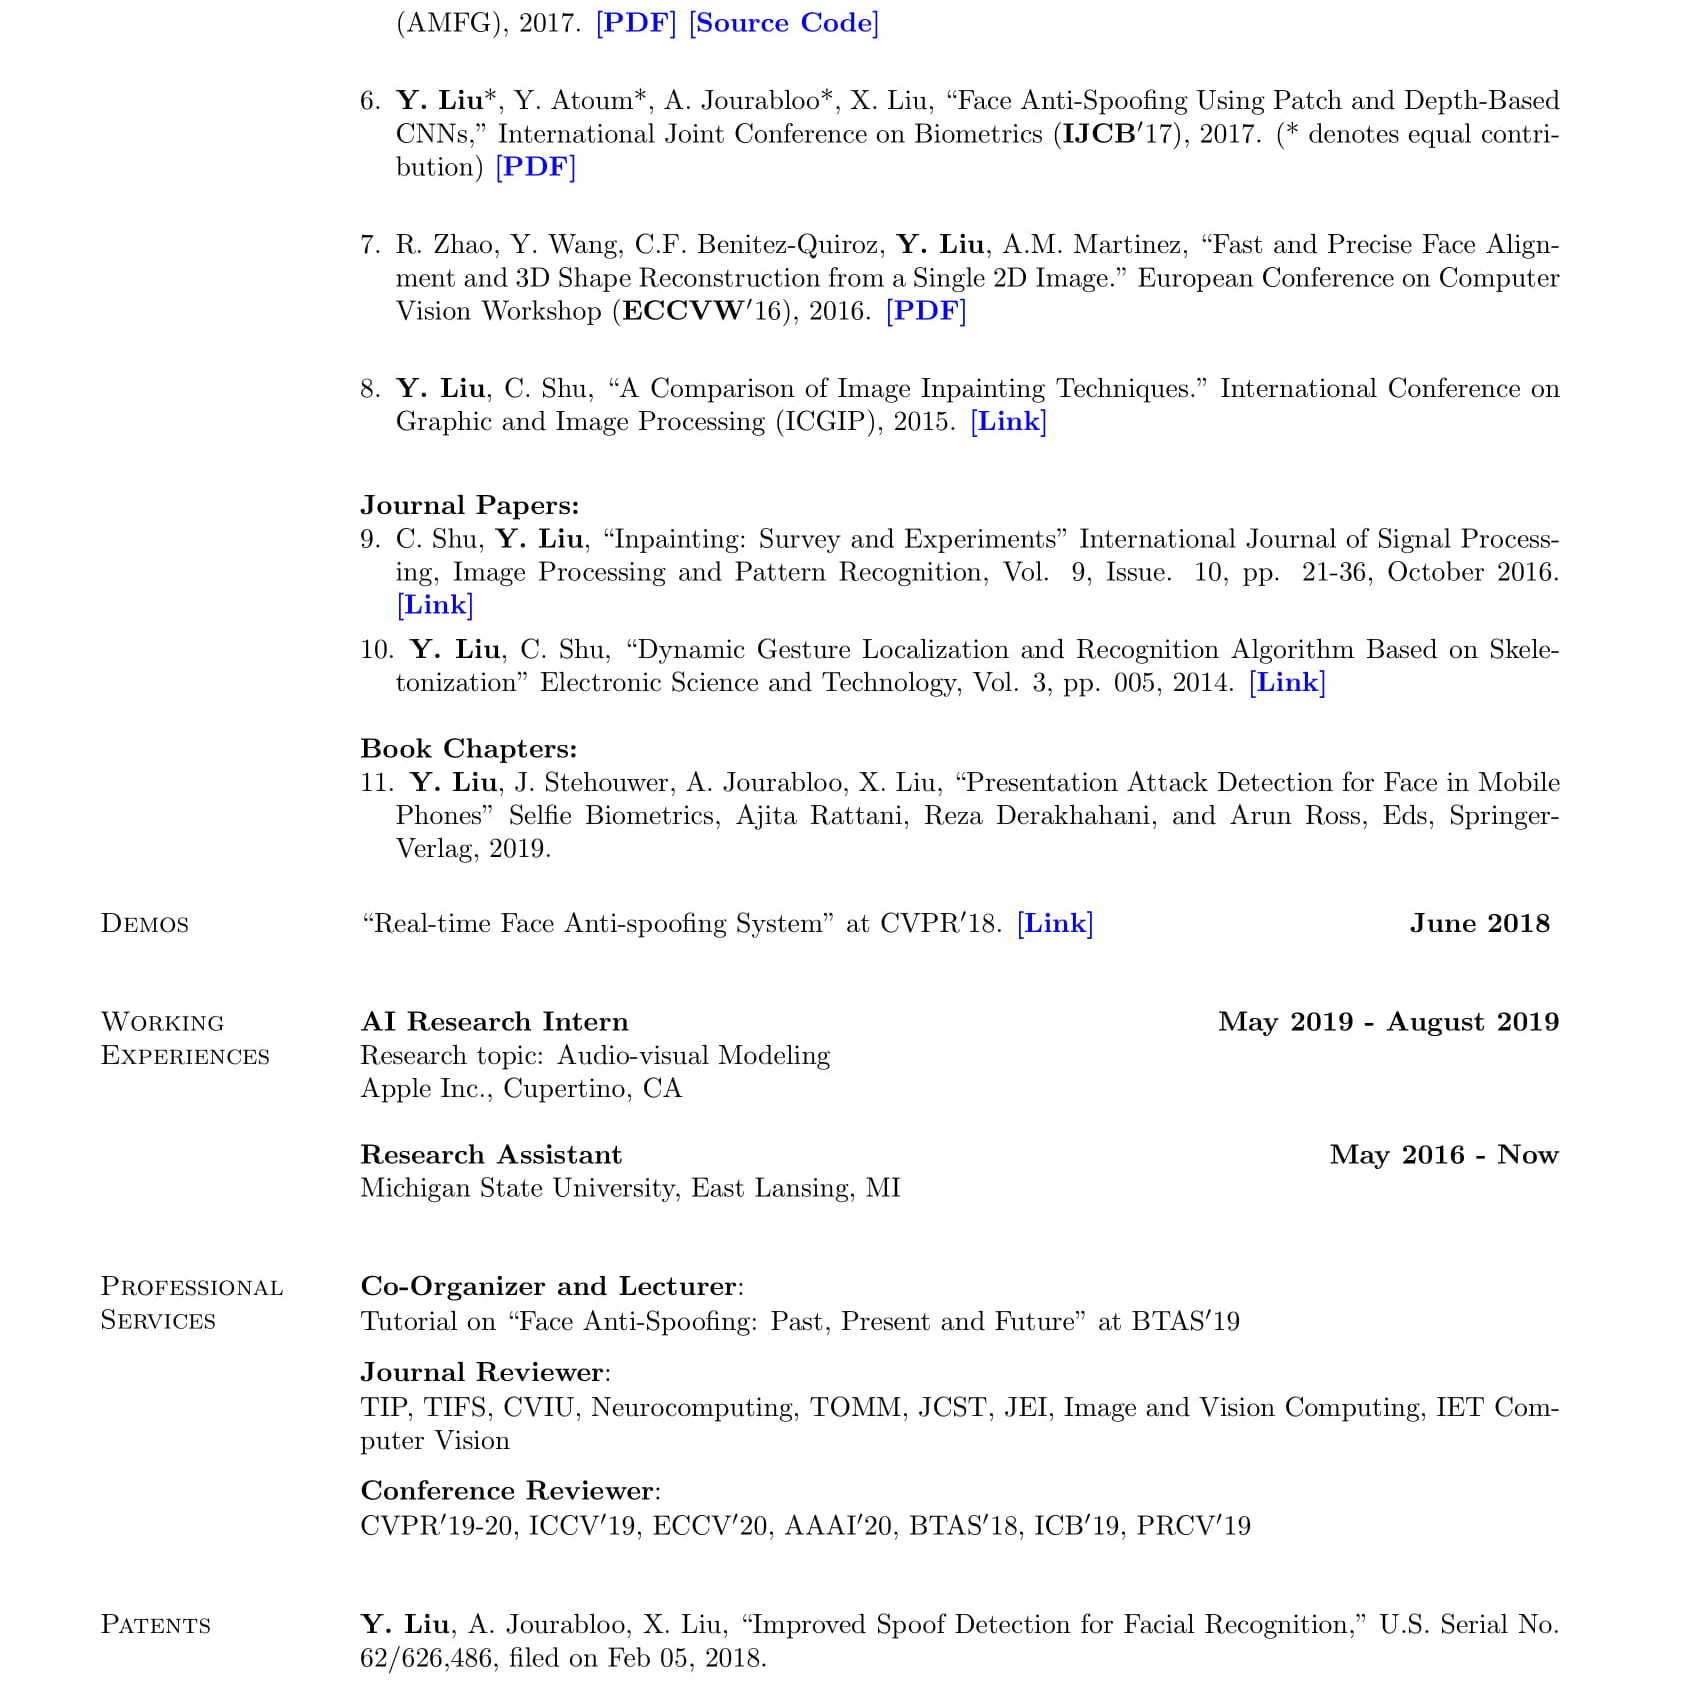 (AMFG), 2017. [PDF] [Source Code]
6. Y. Liu*, Y. Atoum*, A. Jourabloo*, X. Liu, “Face Anti-Spoofing Using Patch and Depth-Based
CNNs,” International Joint Conference on Biometrics (IJCB′17), 2017. (* denotes equal contri-
bution) [PDF]
7. R. Zhao, Y. Wang, C.F. Benitez-Quiroz, Y. Liu, A.M. Martinez, “Fast and Precise Face Align-
ment and 3D Shape Reconstruction from a Single 2D Image.” European Conference on Computer
Vision Workshop (ECCVW′16), 2016. [PDF]
8. Y. Liu, C. Shu, “A Comparison of Image Inpainting Techniques.” International Conference on
Graphic and Image Processing (ICGIP), 2015. [Link]
Journal Papers:
9. C. Shu, Y. Liu, “Inpainting: Survey and Experiments” International Journal of Signal Process-
ing, Image Processing and Pattern Recognition, Vol. 9, Issue. 10, pp. 21-36, October 2016.
[Link]
10. Y. Liu, C. Shu, “Dynamic Gesture Localization and Recognition Algorithm Based on Skele-
tonization” Electronic Science and Technology, Vol. 3, pp. 005, 2014. [Link]
Book Chapters:
11. Y. Liu, J. Stehouwer, A. Jourabloo, X. Liu, “Presentation Attack Detection for Face in Mobile
Phones” Selfie Biometrics, Ajita Rattani, Reza Derakhahani, and Arun Ross, Eds, Springer-
Verlag, 2019.
Demos “Real-time Face Anti-spoofing System” at CVPR′18. [Link] June 2018
Working AI Research Intern May 2019 - August 2019
Experiences Research topic: Audio-visual Modeling
Apple Inc., Cupertino, CA
Research Assistant May 2016 - Now
Michigan State University, East Lansing, MI
Professional Co-Organizer and Lecturer:
Services Tutorial on “Face Anti-Spoofing: Past, Present and Future” at BTAS′19
Journal Reviewer:
TIP, TIFS, CVIU, Neurocomputing, TOMM, JCST, JEI, Image and Vision Computing, IET Com-
puter Vision
Conference Reviewer:
CVPR′19-20, ICCV′19, ECCV′20, AAAI′20, BTAS′18, ICB′19, PRCV′19
Patents Y. Liu, A. Jourabloo, X. Liu, “Improved Spoof Detection for Facial Recognition,” U.S. Serial No.
62/626,486, filed on Feb 05, 2018.